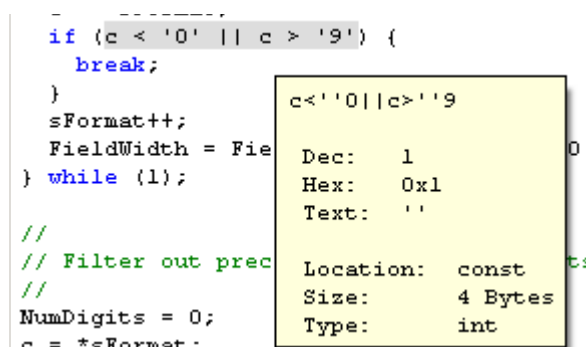 if (c < '0' || c > '9') {
break;
}
sFormat++;
FieldWidth = Fie
} while (1);
//
// Filter out prec
//
NumDigits = 0;
c = *sFormat;
c<''0||c>''9
Dec: 1
Hex: 0x1
Text: ''
Location: const
Size: 4 Bytes
Type: int